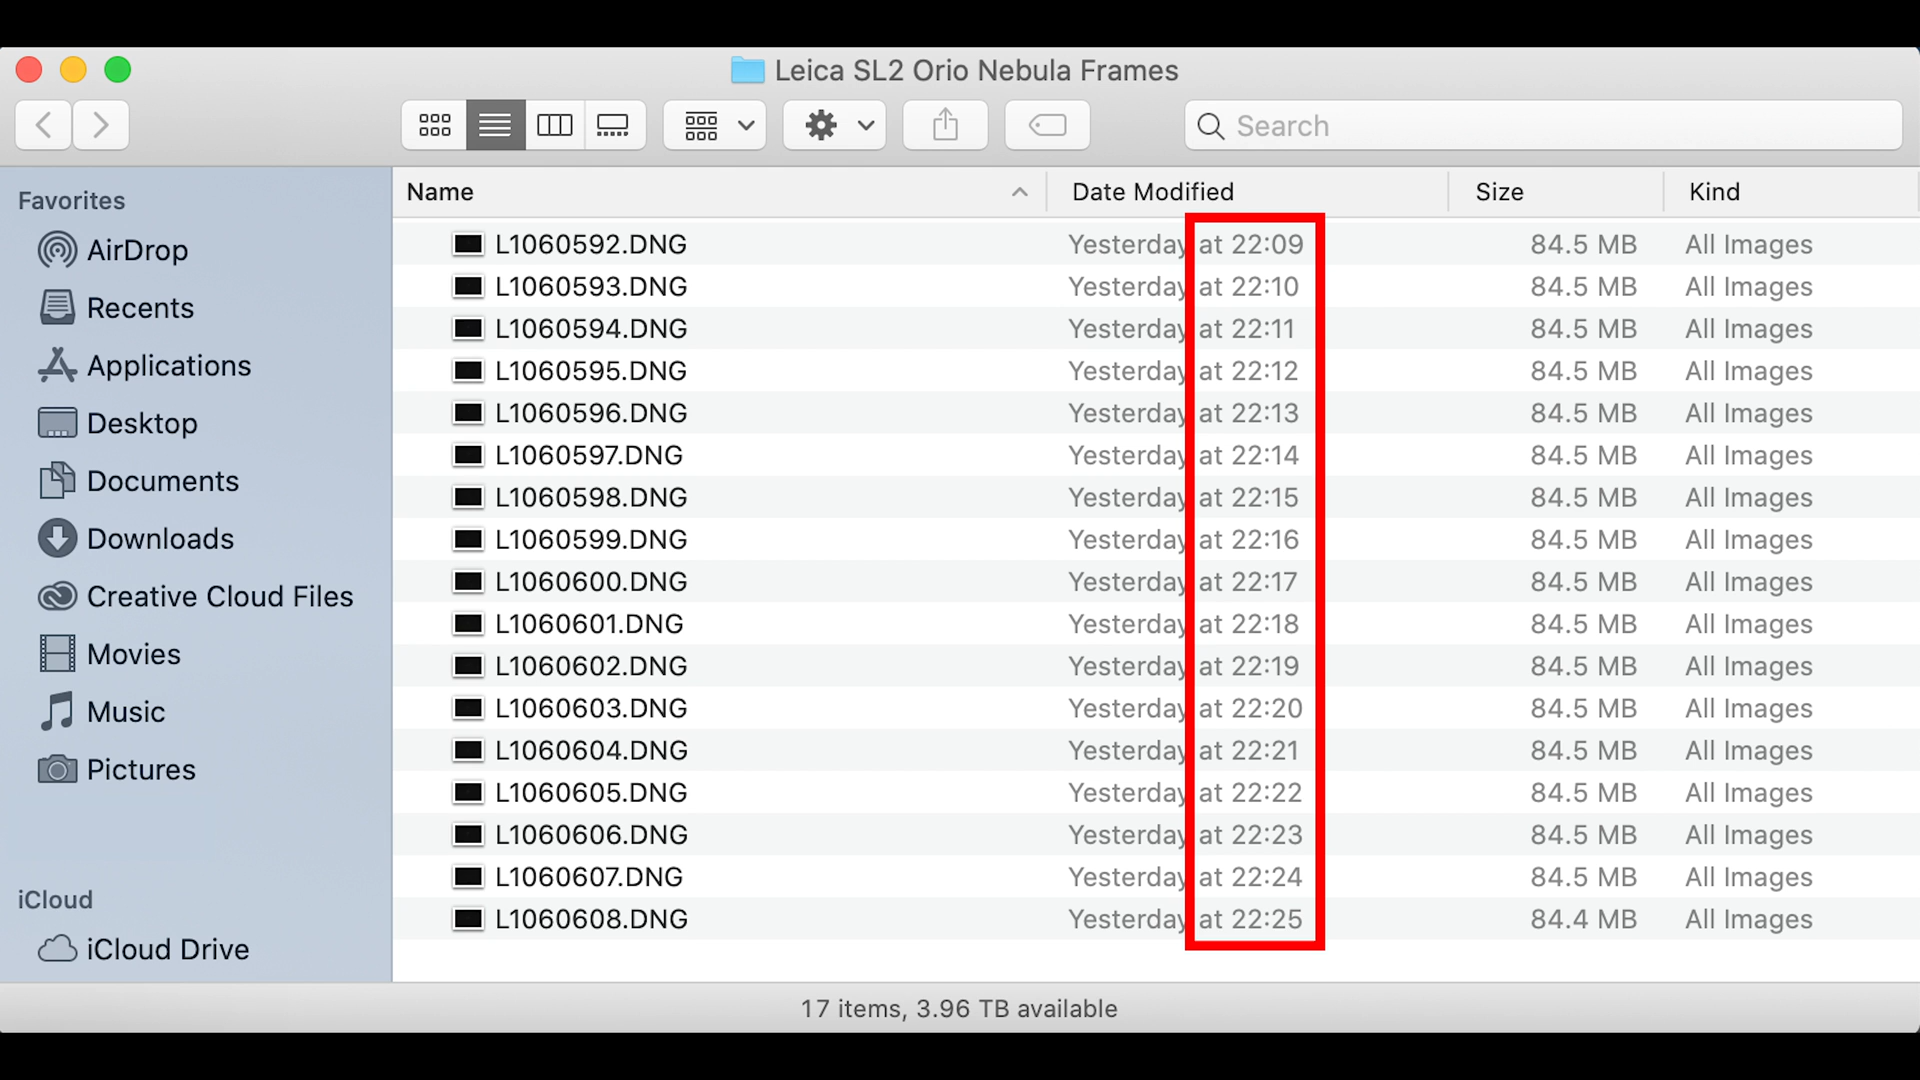 Leica SL2 Orio Nebula Frames
Search
Favorites
AirDrop
Recents
Applications
Desktop
Documents
Downloads
Creative Cloud Files
Movies
Music
Pictures
iCloud
iCloud Drive
Name Date Modified Size Kind
L1060592.DNG Yesterday at 22:09 84.5 MB All Images
L1060593.DNG Yesterday at 22:10 84.5 MB All Images
L1060594.DNG Yesterday at 22:11 84.5 MB All Images
L1060595.DNG Yesterday at 22:12 84.5 MB All Images
L1060596.DNG Yesterday at 22:13 84.5 MB All Images
L1060597.DNG Yesterday at 22:14 84.5 MB All Images
L1060598.DNG Yesterday at 22:15 84.5 MB All Images
L1060599.DNG Yesterday at 22:16 84.5 MB All Images
L1060600.DNG Yesterday at 22:17 84.5 MB All Images
L1060601.DNG Yesterday at 22:18 84.5 MB All Images
L1060602.DNG Yesterday at 22:19 84.5 MB All Images
L1060603.DNG Yesterday at 22:20 84.5 MB All Images
L1060604.DNG Yesterday at 22:21 84.5 MB All Images
L1060605.DNG Yesterday at 22:22 84.5 MB All Images
L1060606.DNG Yesterday at 22:23 84.5 MB All Images
L1060607.DNG Yesterday at 22:24 84.5 MB All Images
L1060608.DNG Yesterday at 22:25 84.4 MB All Images
17 items, 3.96 TB available